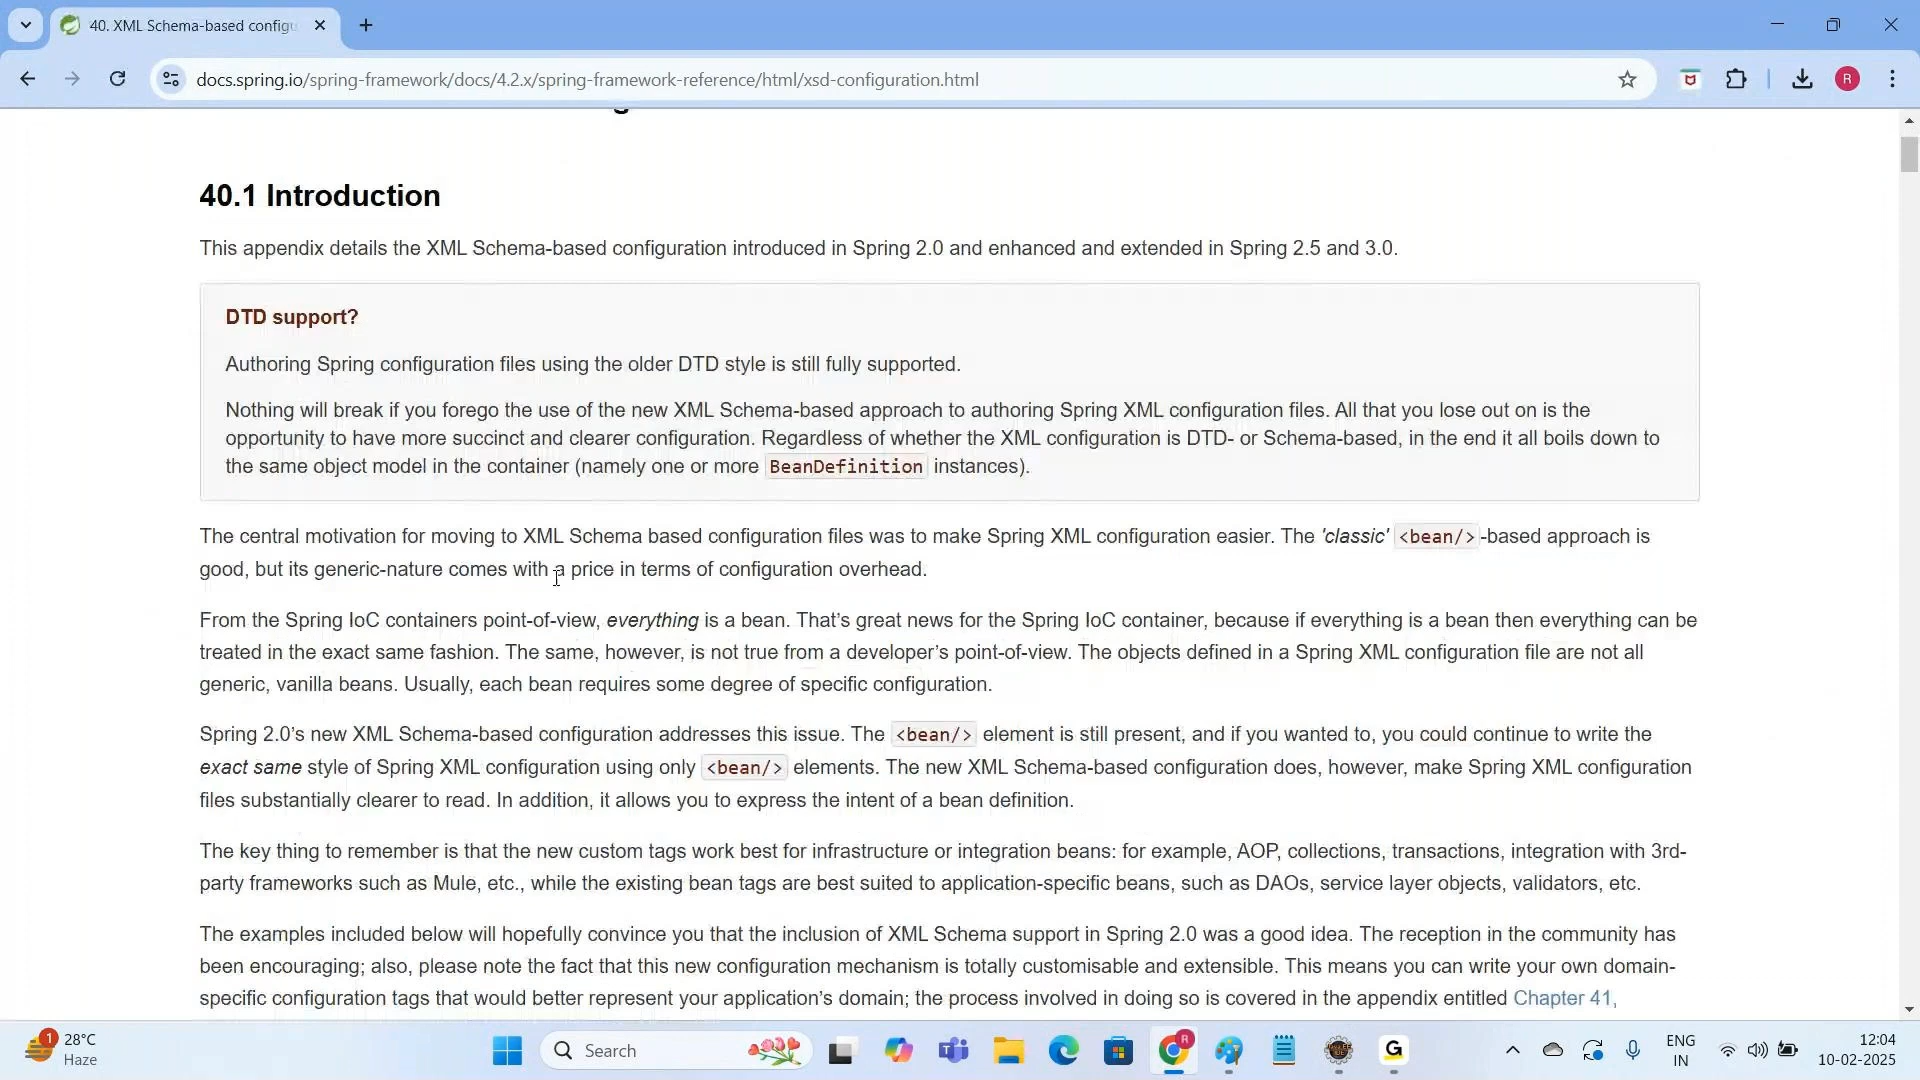 40. XML Schema-based configu
docs.spring.io/spring-framework/docs/4.2.x/spring-framework-reference/html/xsd-configuration.html
R
40.1 Introduction
This appendix details the XML Schema-based configuration introduced in Spring 2.0 and enhanced and extended in Spring 2.5 and 3.0.
DTD support?
Authoring Spring configuration files using the older DTD style is still fully supported.
Nothing will break if you forego the use of the new XML Schema-based approach to authoring Spring XML configuration files. All that you lose out on is the
opportunity to have more succinct and clearer configuration. Regardless of whether the XML configuration is DTD- or Schema-based, in the end it all boils down to
the same object model in the container (namely one or more BeanDefinition instances).
The central motivation for moving to XML Schema based configuration files was to make Spring XML configuration easier. The 'classic' <bean/>-based approach is
good, but its generic-nature comes with a price in terms of configuration overhead.
From the Spring IoC containers point-of-view, everything is a bean. That’s great news for the Spring IoC container, because if everything is a bean then everything can be
treated in the exact same fashion. The same, however, is not true from a developer’s point-of-view. The objects defined in a Spring XML configuration file are not all
generic, vanilla beans. Usually, each bean requires some degree of specific configuration.
Spring 2.0’s new XML Schema-based configuration addresses this issue. The <bean/> element is still present, and if you wanted to, you could continue to write the
exact same style of Spring XML configuration using only <bean/> elements. The new XML Schema-based configuration does, however, make Spring XML configuration
files substantially clearer to read. In addition, it allows you to express the intent of a bean definition.
The key thing to remember is that the new custom tags work best for infrastructure or integration beans: for example, AOP, collections, transactions, integration with 3rd-
party frameworks such as Mule, etc., while the existing bean tags are best suited to application-specific beans, such as DAOs, service layer objects, validators, etc.
The examples included below will hopefully convince you that the inclusion of XML Schema support in Spring 2.0 was a good idea. The reception in the community has
been encouraging; also, please note the fact that this new configuration mechanism is totally customisable and extensible. This means you can write your own domain-
specific configuration tags that would better represent your application’s domain; the process involved in doing so is covered in the appendix entitled Chapter 41,
1
28°C
Haze
Search
R
G
ENG
IN
12:04
10-02-2025